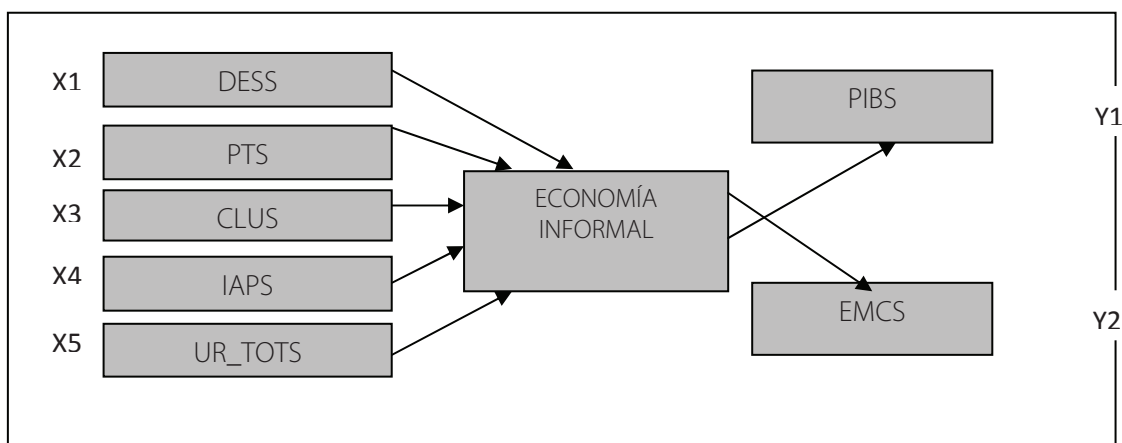 X1 DESS
X2 PTS
X3 CLUS
X4 IAPS
X5 UR_TOTS
ECONOMÍA
INFORMAL
PIBS Y1
EMCS Y2